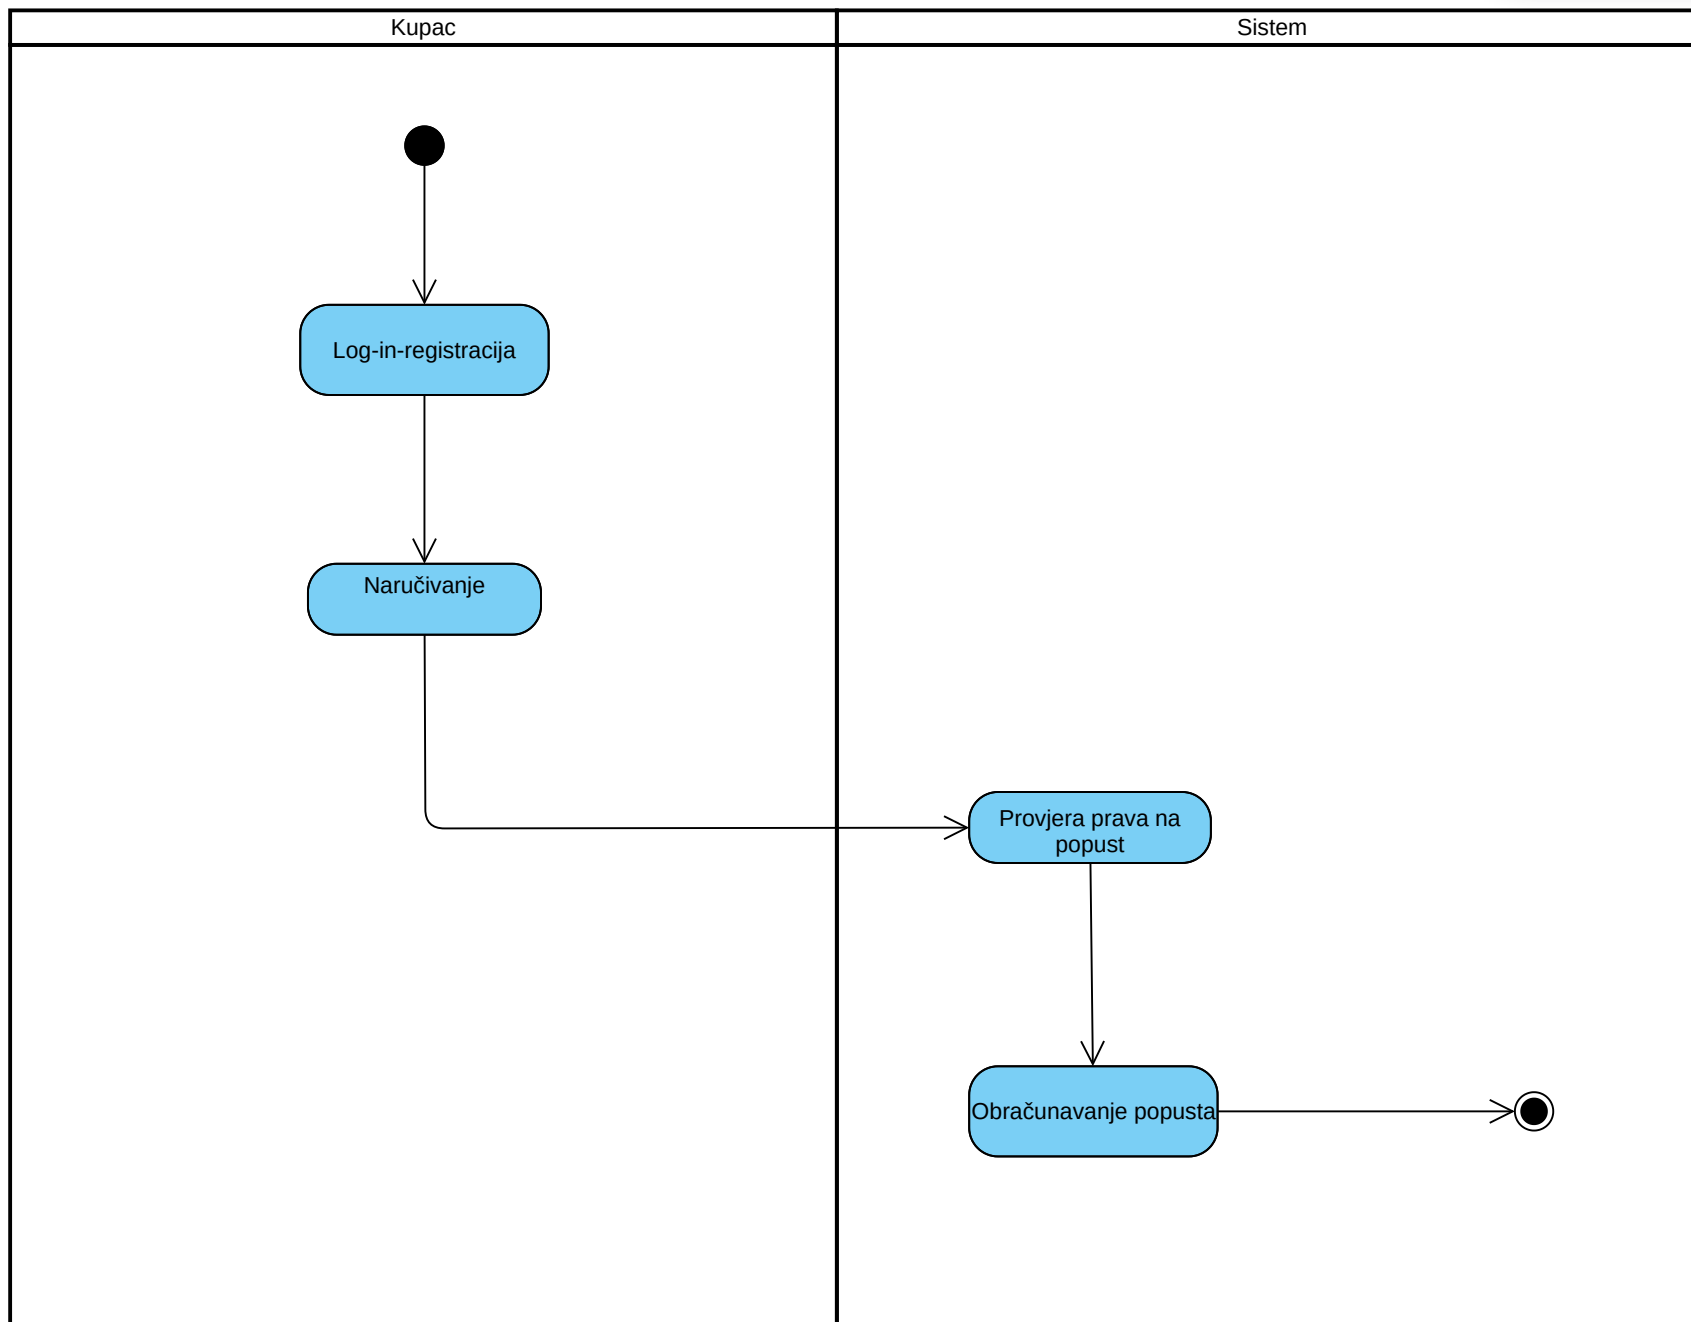 Kupac
Sistem
Log-in-registracija
Naručivanje
Provjera prava na
popust
Obračunavanje popusta